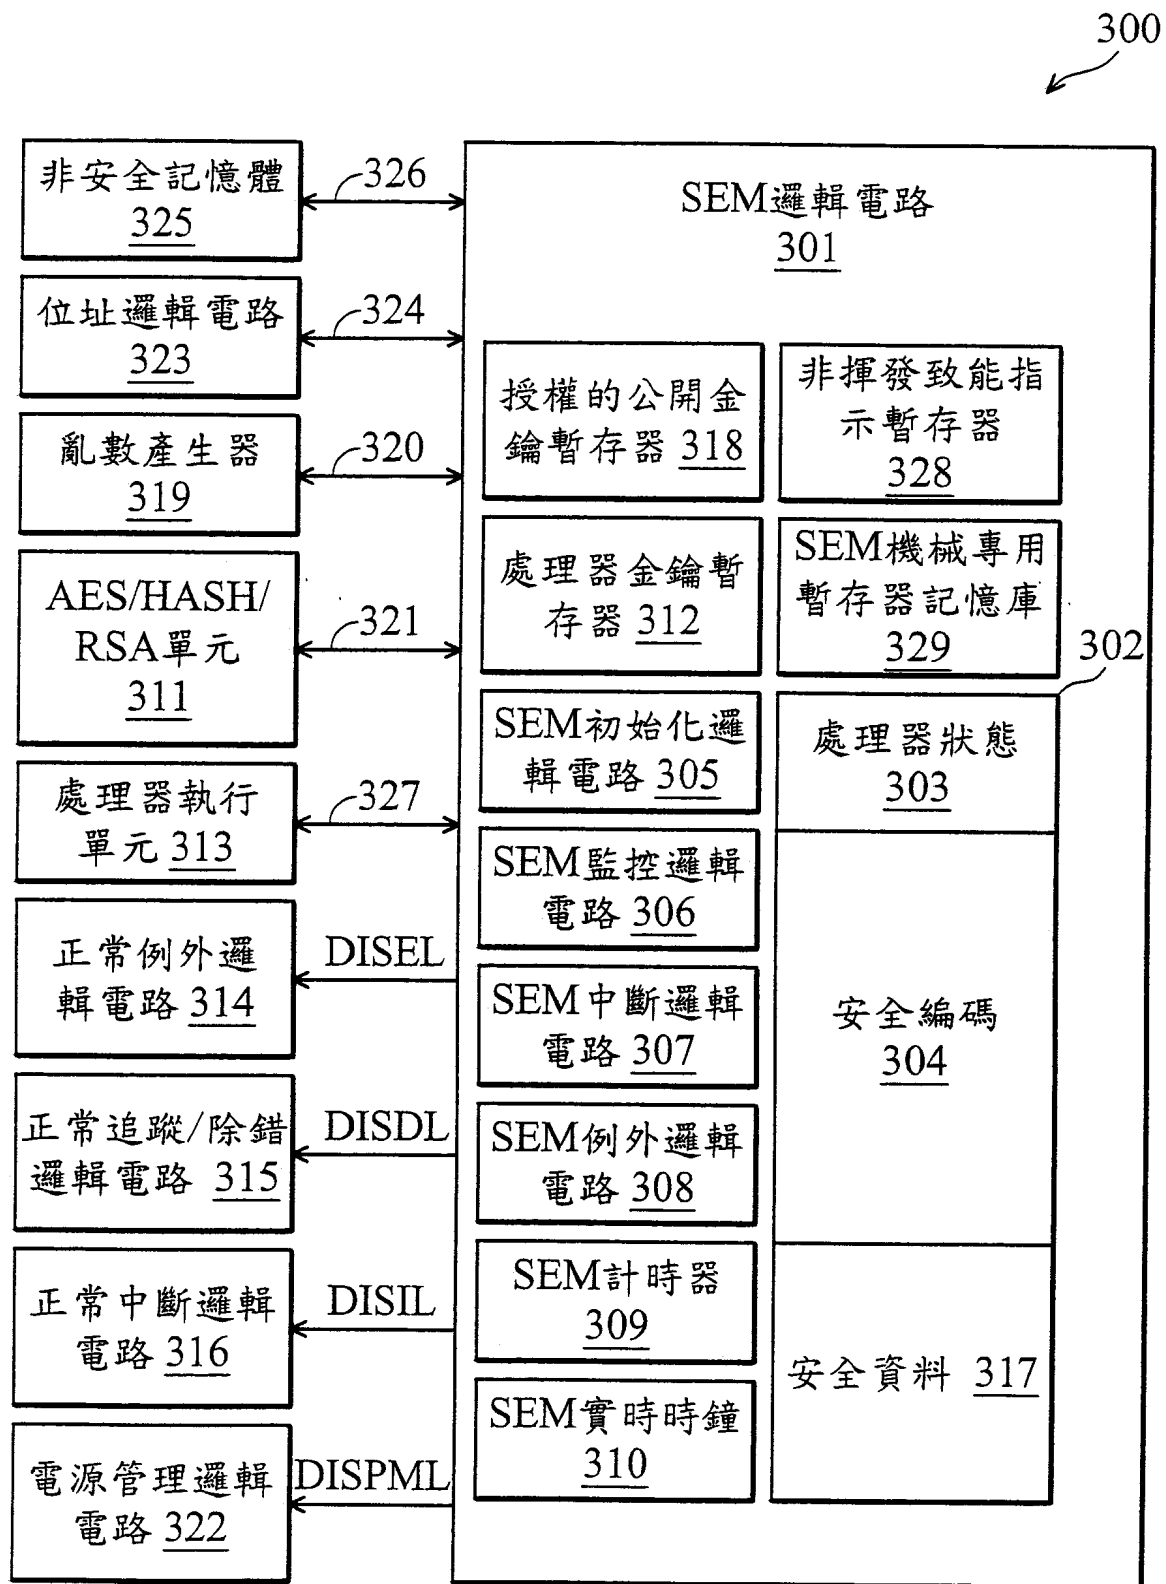 300
非安全記憶體
325
326
位址邏輯電路
323
324
亂數產生器
319
320
AES/HASH/
RSA單元
311
321
處理器執行
單元 313
327
正常例外邏
輯電路 314
DISEL
正常追蹤/除錯
邏輯電路 315
DISDL
正常中斷邏輯
電路 316
DISIL
電源管理邏輯
電路 322
DISPML
SEM邏輯電路
301
授權的公開金
鑰暫存器 318
非揮發致能指
示暫存器
328
處理器金鑰暫
存器 312
SEM機械專用
暫存器記憶庫
329
302
SEM初始化邏
輯電路 305
處理器狀態
303
SEM監控邏輯
電路 306
SEM中斷邏輯
電路 307
安全編碼
304
SEM例外邏輯
電路 308
SEM計時器
309
安全資料 317
SEM實時時鐘
310